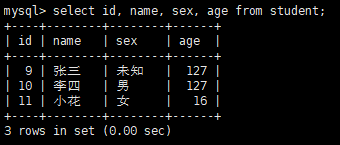 mysql> select id, name, sex, age from student;
+----+--------+--------+------+
| id | name   | sex    | age  |
+----+--------+--------+------+
|  9 | 张三   | 未知   |  127 |
| 10 | 李四   | 男     |  127 |
| 11 | 小花   | 女     |   16 |
+----+--------+--------+------+
3 rows in set (0.00 sec)